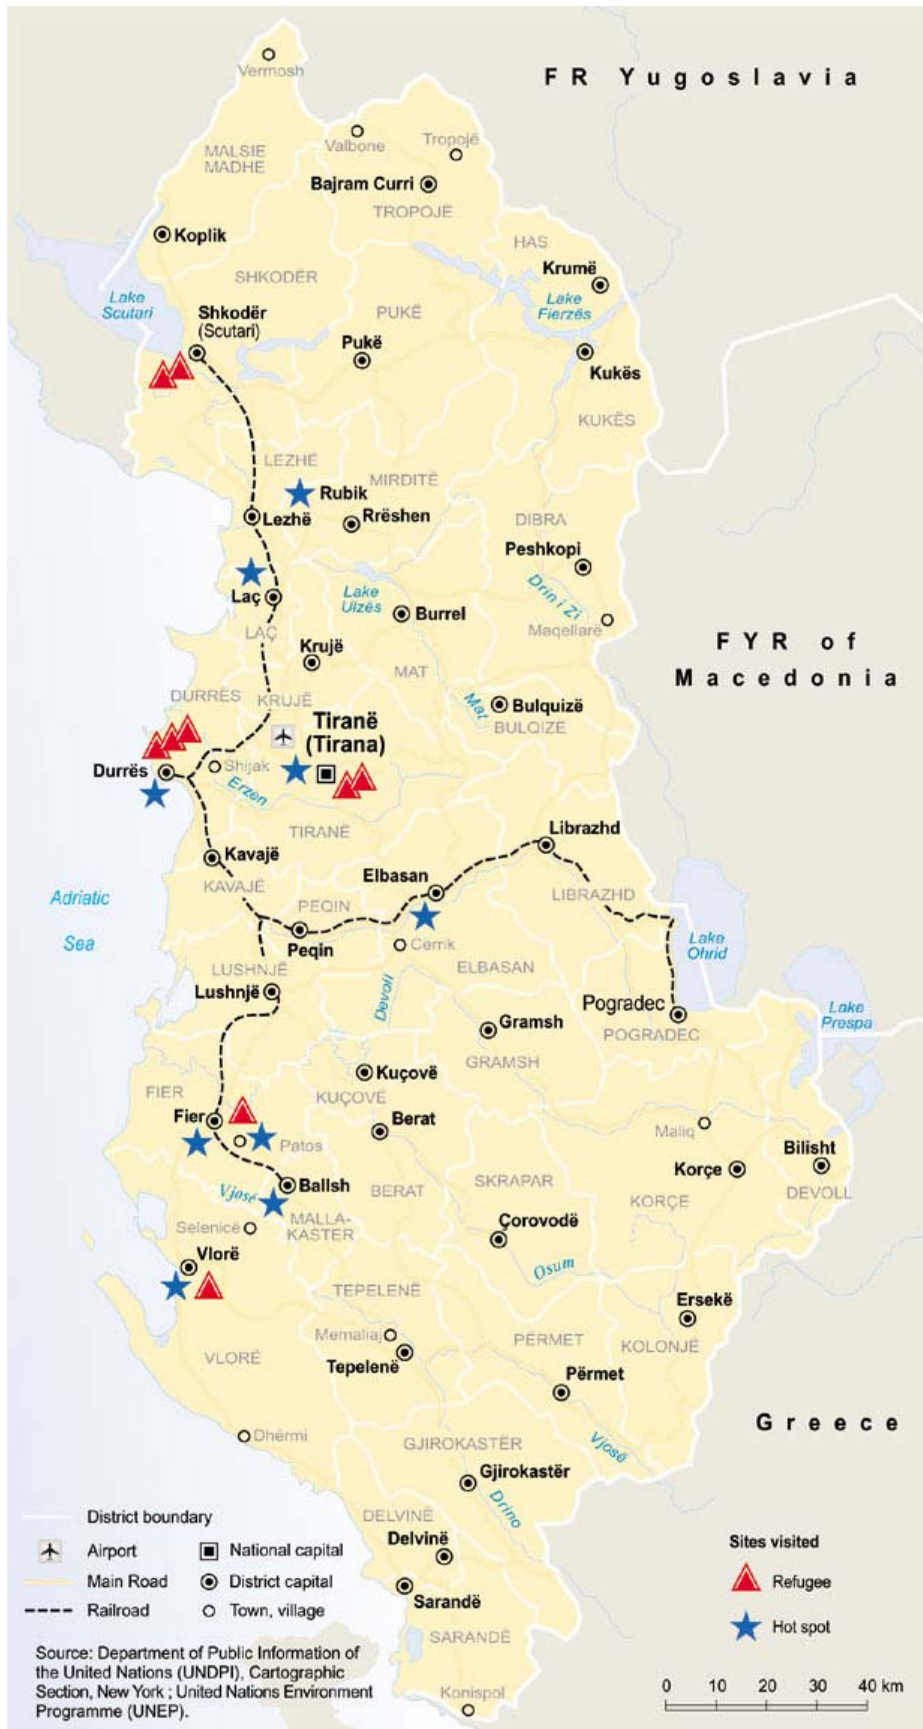 Vermosh
FR Yugoslavia
Valbone
Tropojë
MALSIE
MADHE
Bajram Curri
TROPOJË
Koplik
HAS
Krumë
SHKODËR
Lake
Scutari
Lake
Fierzës
Shkodër
(Scutari)
PUKË
Pukë
Kukës
KUKËS
LEZHË
MIRDITË
Rubik
Lezhë
Rrëshen
DIBRA
Peshkopi
Laç
Lake
Ulzës
Burrel
Drin i Zi
Maqellarë
LAÇ
Krujë
MAT
FYR of
Macedonia
DURRËS
KRUJË
Mat
Bulquizë
BULQIZË
Tiranë
(Tirana)
Durrës
Shijak
Erzen
TIRANË
Librazhd
Kavajë
KAVAJË
Elbasan
LIBRAZHD
Adriatic
Sea
PEQIN
Peqin
Cërrik
Lake
Ohrid
LUSHNJË
ELBASAN
Lushnjë
Devoli
Pogradec
POGRADEC
Lake
Prespa
Gramsh
GRAMSH
Kuçovë
KUÇOVË
FIER
Fier
Berat
Maliq
Patos
Bilisht
Korçe
DEVOLL
Ballsh
Vjosë
BERAT
SKRAPAR
KORÇE
MALLA-
KASTER
Selenicë
Çorovodë
Vlorë
Osum
TEPELENË
Ersekë
Memaliaj
PËRMET
KOLONJË
VLORË
Tepelenë
Përmet
Dhërmi
GJIROKASTËR
Vjosë
Greece
Gjirokastër
Drino
DELVINË
Delvinë
Sarandë
SARANDË
Konispol
District boundary
Airport
National capital
Main Road
District capital
Railroad
Town, village
Sites visited
Refugee
Hot spot
Source: Department of Public Information of
the United Nations (UNDPI), Cartographic
Section, New York ; United Nations Environment
Programme (UNEP).
0 10 20 30 40 km